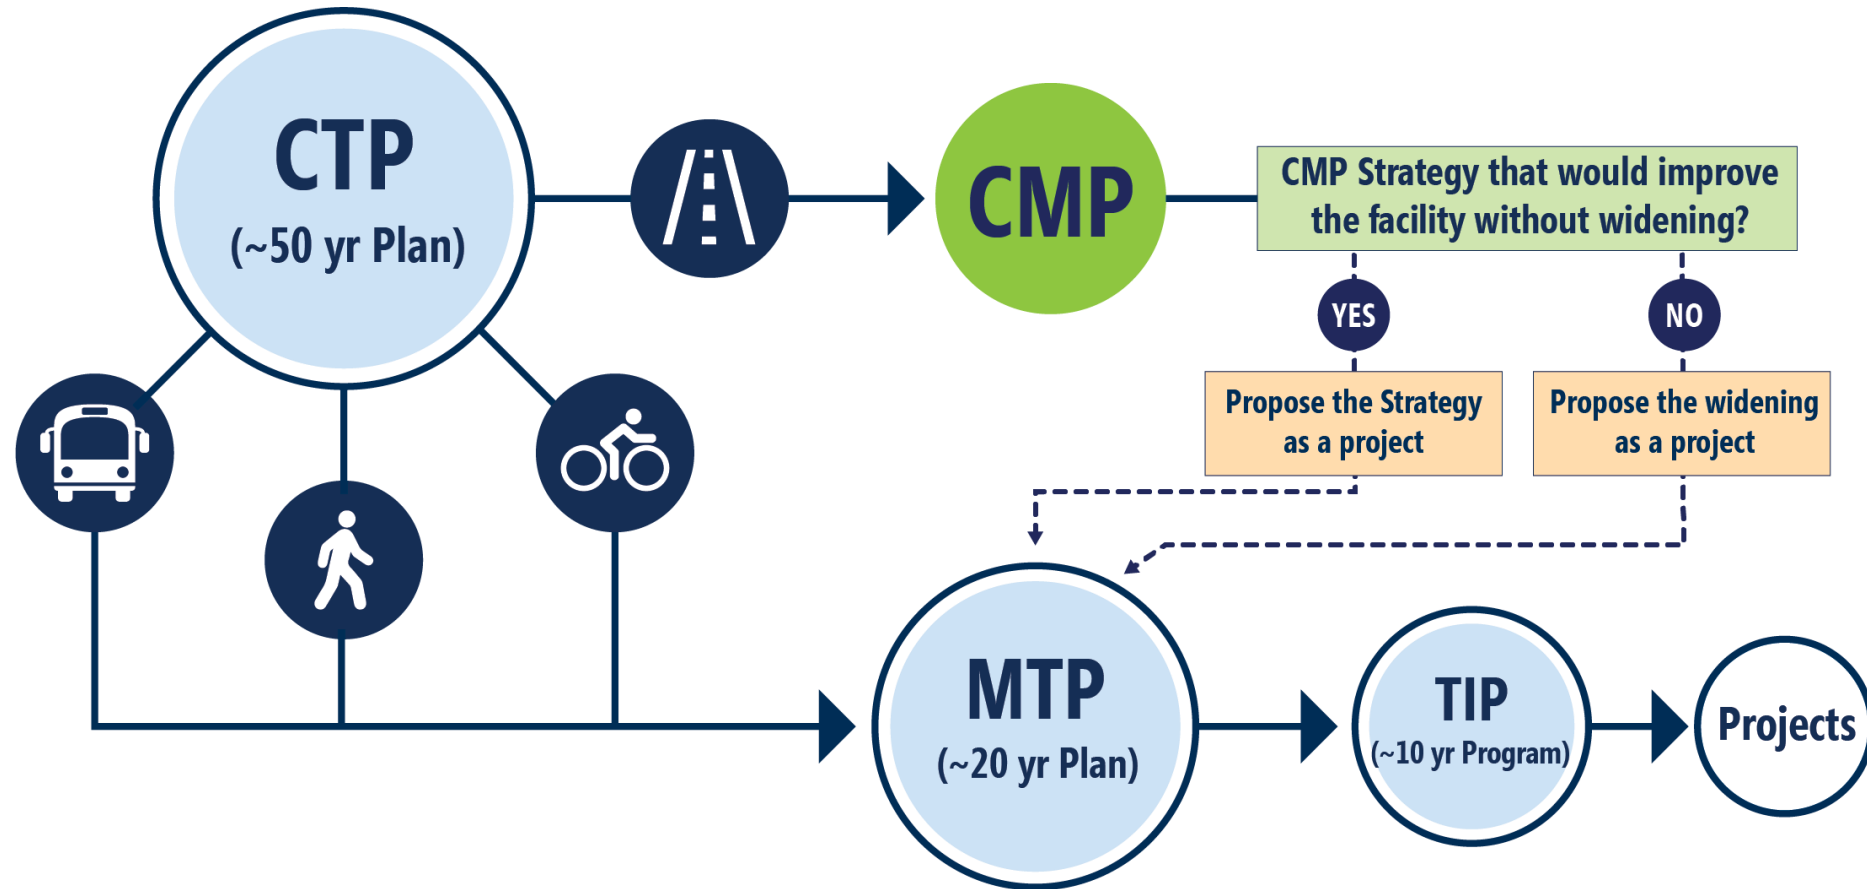 CTP
(~50 yr Plan)
CMP
CMP Strategy that would improve
the facility without widening?
YES
NO
Propose the Strategy
as a project
Propose the widening
as a project
MTP
(~20 yr Plan)
TIP
(~10 yr Program)
Projects